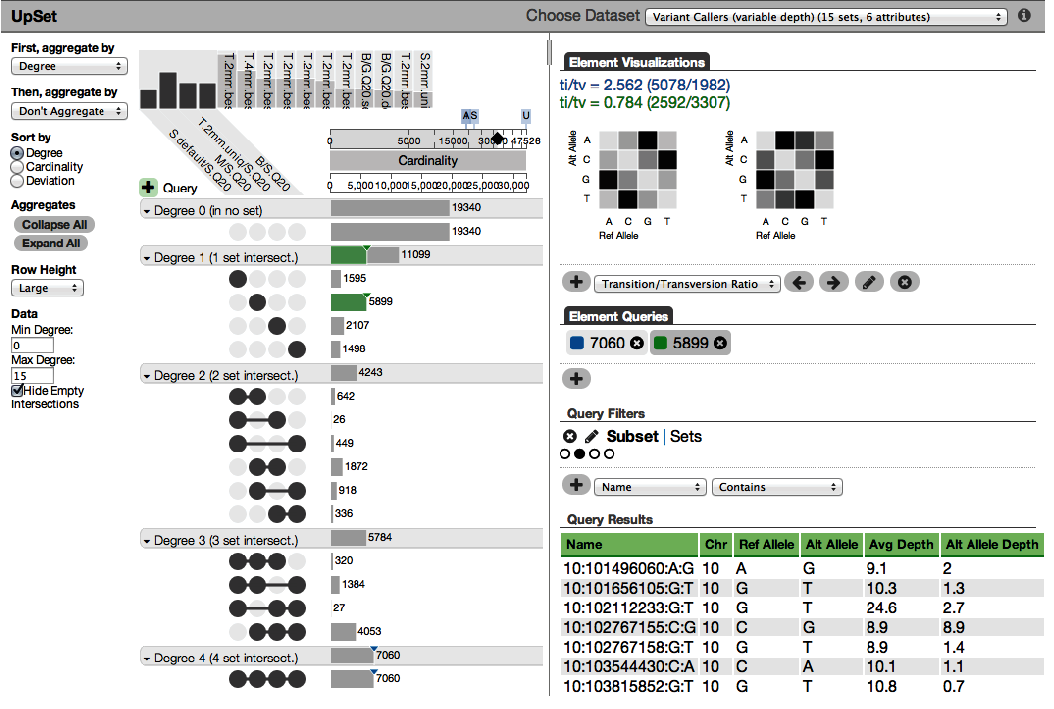 UpSet
Choose Dataset Variant Callers (variable depth) (15 sets, 6 attributes)
First, aggregate by
Degree
Then, aggregate by
Don't Aggregate
Sort by
Degree
Cardinality
Deviation
Aggregates
Collapse All
Expand All
Row Height
Large
Data
Min Degree:
0
Max Degree:
15
Hide Empty
Intersections
T.2mr.bes
T.4mr.bes
T.2mm.bes
T.2mm.bes
T.2mm.bes
T.2mm.bes
T.2mm.bes
B/G.Q20.s
B/G.Q20.d
T.2mm.bes
S.2mm.uni
S.default/S.Q20
M/S.Q20
T.2mm.uniq/S.Q20
B/S.Q20
AS
U
0 5000 15000 30,000 47526
Cardinality
0 5,000 10,000 15,000 20,000 25,000 30,000
Query
Degree 0 (in no set) 19340
19340
Degree 1 (1 set intersect.) 11099
1595
5899
2107
1498
Degree 2 (2 set intersect.) 4243
642
26
449
1872
918
336
Degree 3 (3 set intersect.) 5784
320
1384
27
4053
Degree 4 (4 set intersect.) 7060
7060
Element Visualizations
ti/tv = 2.562 (5078/1982)
ti/tv = 0.784 (2592/3307)
Alt Allele
A
C
G
T
A C G T
Ref Allele
Alt Allele
A
C
G
T
A C G T
Ref Allele
Transition/Transversion Ratio
Element Queries
7060
5899
Query Filters
Subset | Sets
Name
Contains
Query Results
Name Chr Ref Allele Alt Allele Avg Depth Alt Allele Depth
10:101496060:A:G 10 A G 9.1 2
10:101656105:G:T 10 G T 10.3 1.3
10:102112233:G:T 10 G T 24.6 2.7
10:102767155:C:G 10 C G 8.9 8.9
10:102767158:G:T 10 G T 8.9 1.4
10:103544430:C:A 10 C A 10.1 1.1
10:103815852:G:T 10 G T 10.8 0.7